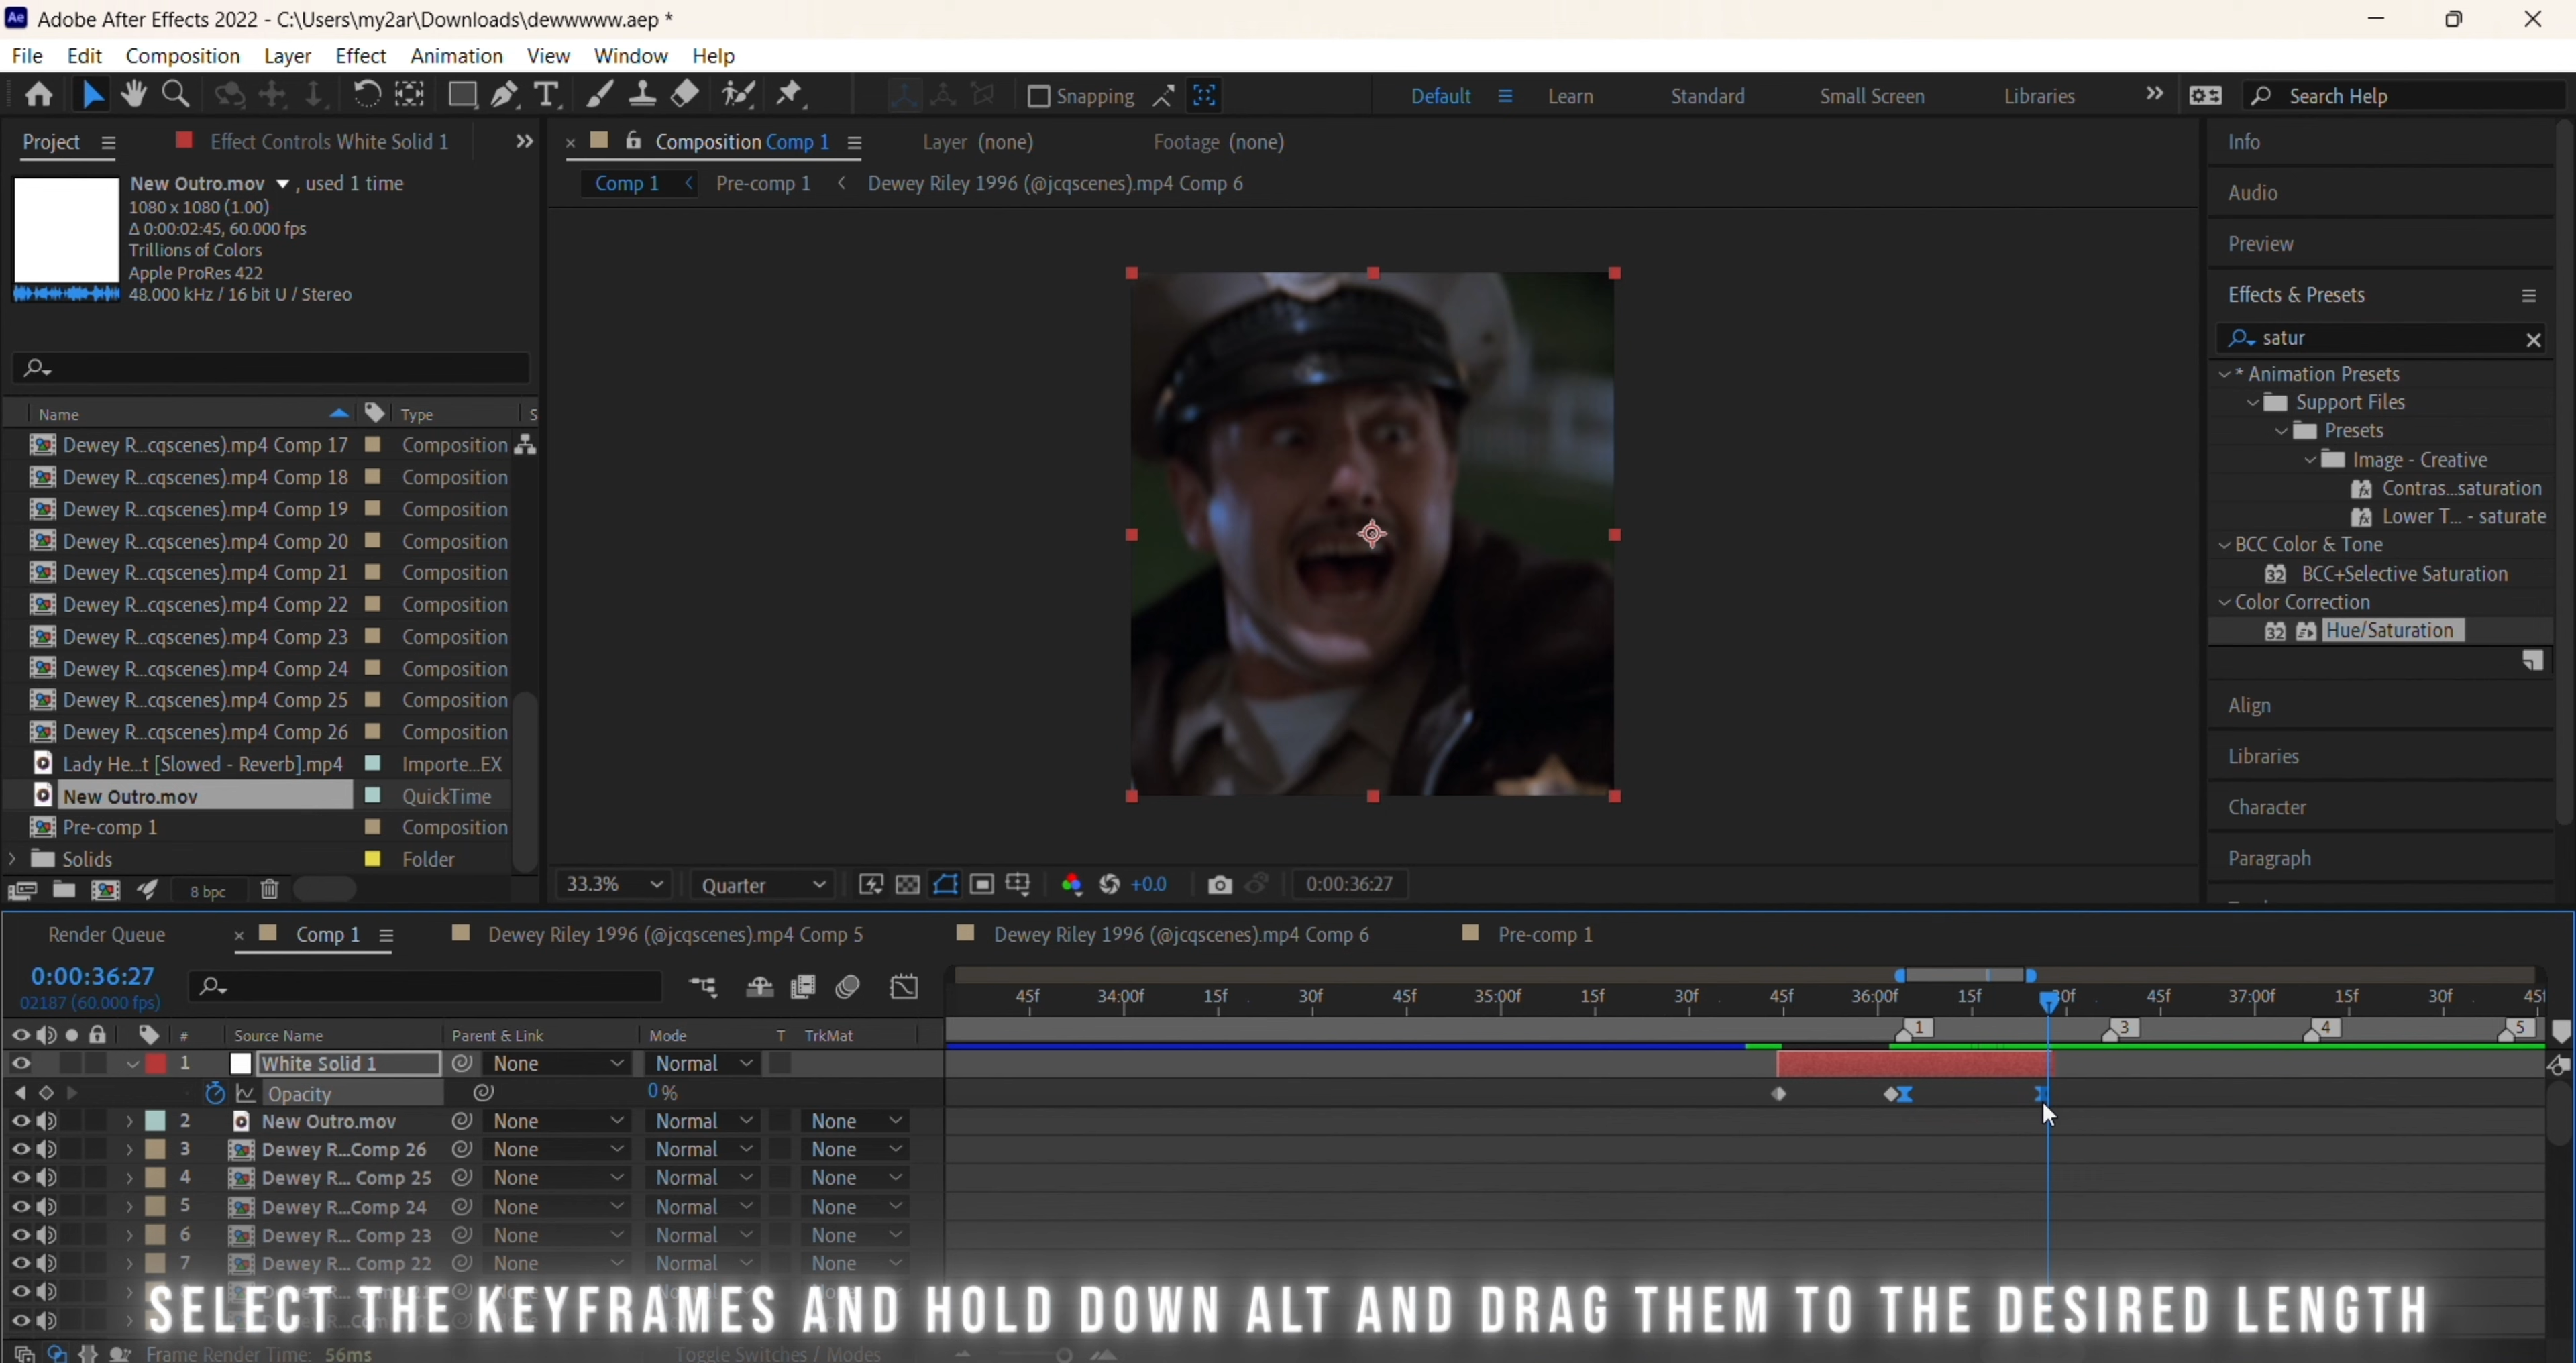 Adobe After Effects 2022 - C:\Users\my2ar\Downloads\dewwwww.aep *
File Edit Composition Layer Effect Animation View Window Help
Snapping Default Learn Standard Small Screen Libraries Search Help
Project Effect Controls White Solid 1
New Outro.mov , used 1 time
1080 x 1080 (1.00)
Δ 0:00:02:45, 60.000 fps
Trillions of Colors
Apple ProRes 422
48.000 kHz / 16 bit U / Stereo
Name Type S
Dewey R...cqscenes).mp4 Comp 17 Composition
Dewey R...cqscenes).mp4 Comp 18 Composition
Dewey R...cqscenes).mp4 Comp 19 Composition
Dewey R...cqscenes).mp4 Comp 20 Composition
Dewey R...cqscenes).mp4 Comp 21 Composition
Dewey R...cqscenes).mp4 Comp 22 Composition
Dewey R...cqscenes).mp4 Comp 23 Composition
Dewey R...cqscenes).mp4 Comp 24 Composition
Dewey R...cqscenes).mp4 Comp 25 Composition
Dewey R...cqscenes).mp4 Comp 26 Composition
Lady He...t [Slowed - Reverb].mp4 Importe...EX
New Outro.mov QuickTime
Pre-comp 1 Composition
Solids Folder
8 bpc
Composition Comp 1 Layer (none) Footage (none)
Comp 1 Pre-comp 1 Dewey Riley 1996 (@jcqscenes).mp4 Comp 6
33.3% Quarter +0.0 0:00:36:27
Info
Audio
Preview
Effects & Presets
satur
* Animation Presets
Support Files
Presets
Image - Creative
Contras...saturation
Lower T... - saturate
BCC Color & Tone
32 BCC+Selective Saturation
Color Correction
32 Hue/Saturation
Align
Libraries
Character
Paragraph
Render Queue Comp 1 Dewey Riley 1996 (@jcqscenes).mp4 Comp 5 Dewey Riley 1996 (@jcqscenes).mp4 Comp 6 Pre-comp 1
0:00:36:27
02187 (60.000 fps)
45f 34:00f 15f 30f 45f 35:00f 15f 30f 45f 36:00f 15f 30f 45f 37:00f 15f 30f 45f
1 3 4 5
# Source Name Parent & Link Mode T TrkMat
1 White Solid 1 None Normal
Opacity 0 %
2 New Outro.mov None Normal None
3 Dewey R...Comp 26 None Normal None
4 Dewey R... Comp 25 None Normal None
5 Dewey R...Comp 24 None Normal None
6 Dewey R... Comp 23 None Normal None
7 Dewey R... Comp 22 None Normal None
SELECT THE KEYFRAMES AND HOLD DOWN ALT AND DRAG THEM TO THE DESIRED LENGTH
Frame Render Time: 56ms Toggle Switches / Modes